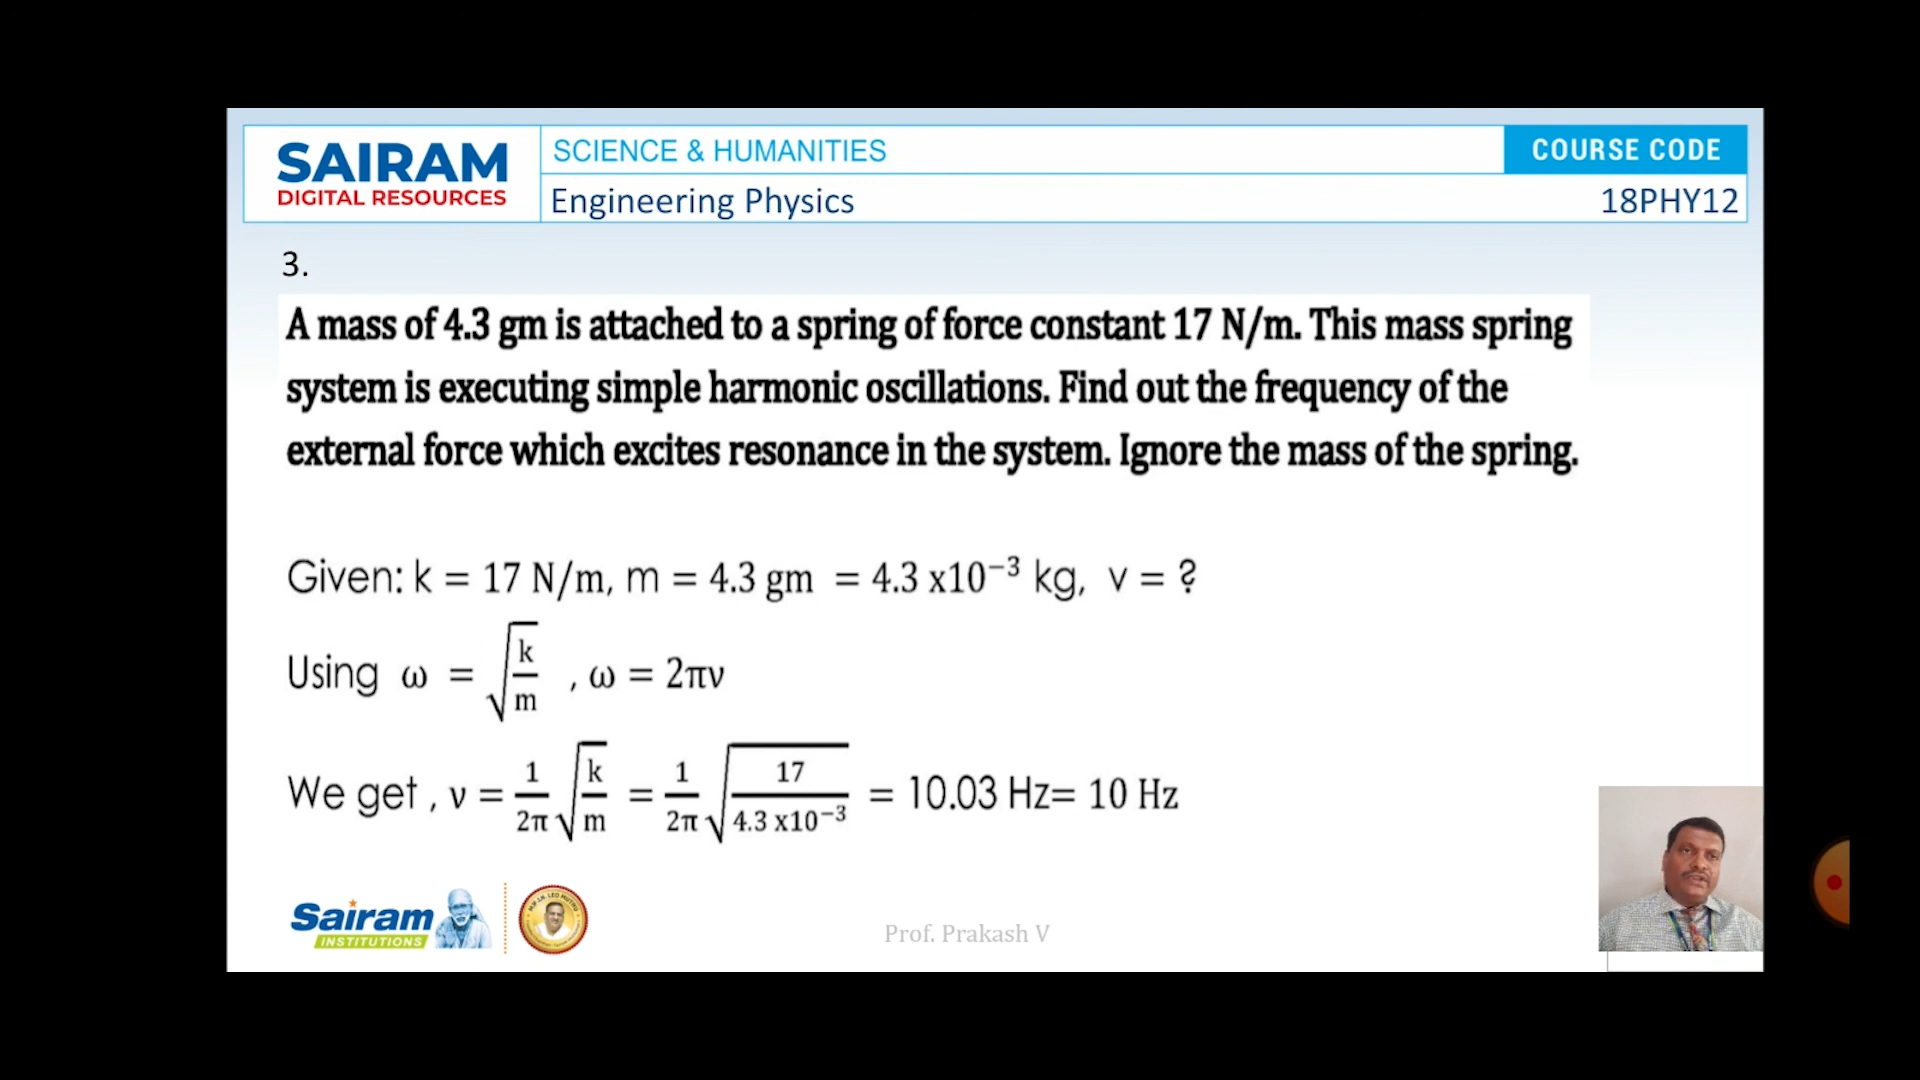 SAIRAM
DIGITAL RESOURCES
SCIENCE & HUMANITIES
COURSE CODE
Engineering Physics
18PHY12
3.
A mass of 4.3 gm is attached to a spring of force constant 17 N/m. This mass spring
system is executing simple harmonic oscillations. Find out the frequency of the
external force which excites resonance in the system. Ignore the mass of the spring.
Given: k = 17 N/m, m = 4.3 gm = 4.3 x10⁻³ kg, ν = ?
Using ω = √(k/m) , ω = 2πν
We get , ν = 1/2π √(k/m) = 1/2π √(17/4.3 x10⁻³) = 10.03 Hz= 10 Hz
Sairam
INSTITUTIONS
Prof. Prakash V